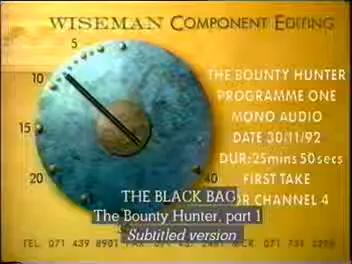 WISEMAN COMPONENT EDITING
5
10
15
20
40
THE BOUNTY HUNTER
PROGRAMME ONE
MONO AUDIO
DATE 30/11/92
DUR:25mins 50secs
FIRST TAKE
FOR CHANNEL 4
THE BLACK BAG
The Bounty Hunter, part 1
Subtitled version
TEL. 071 439 8901